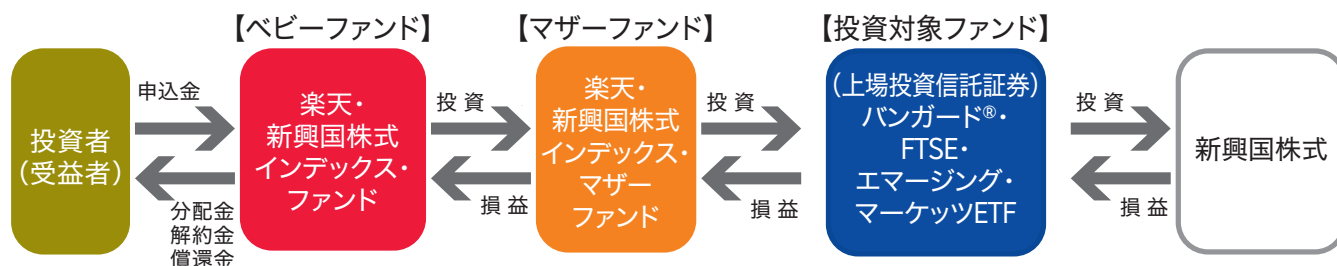 【ベビーファンド】
【マザーファンド】
【投資対象ファンド】
投資者
(受益者)
申込金
分配金
解約金
償還金
楽天・
新興国株式
インデックス・
ファンド
投資
損益
楽天・
新興国株式
インデックス・
マザー
ファンド
投資
損益
(上場投資信託証券)
バンガード®・
FTSE・
エマージング・
マーケッツETF
投資
損益
新興国株式